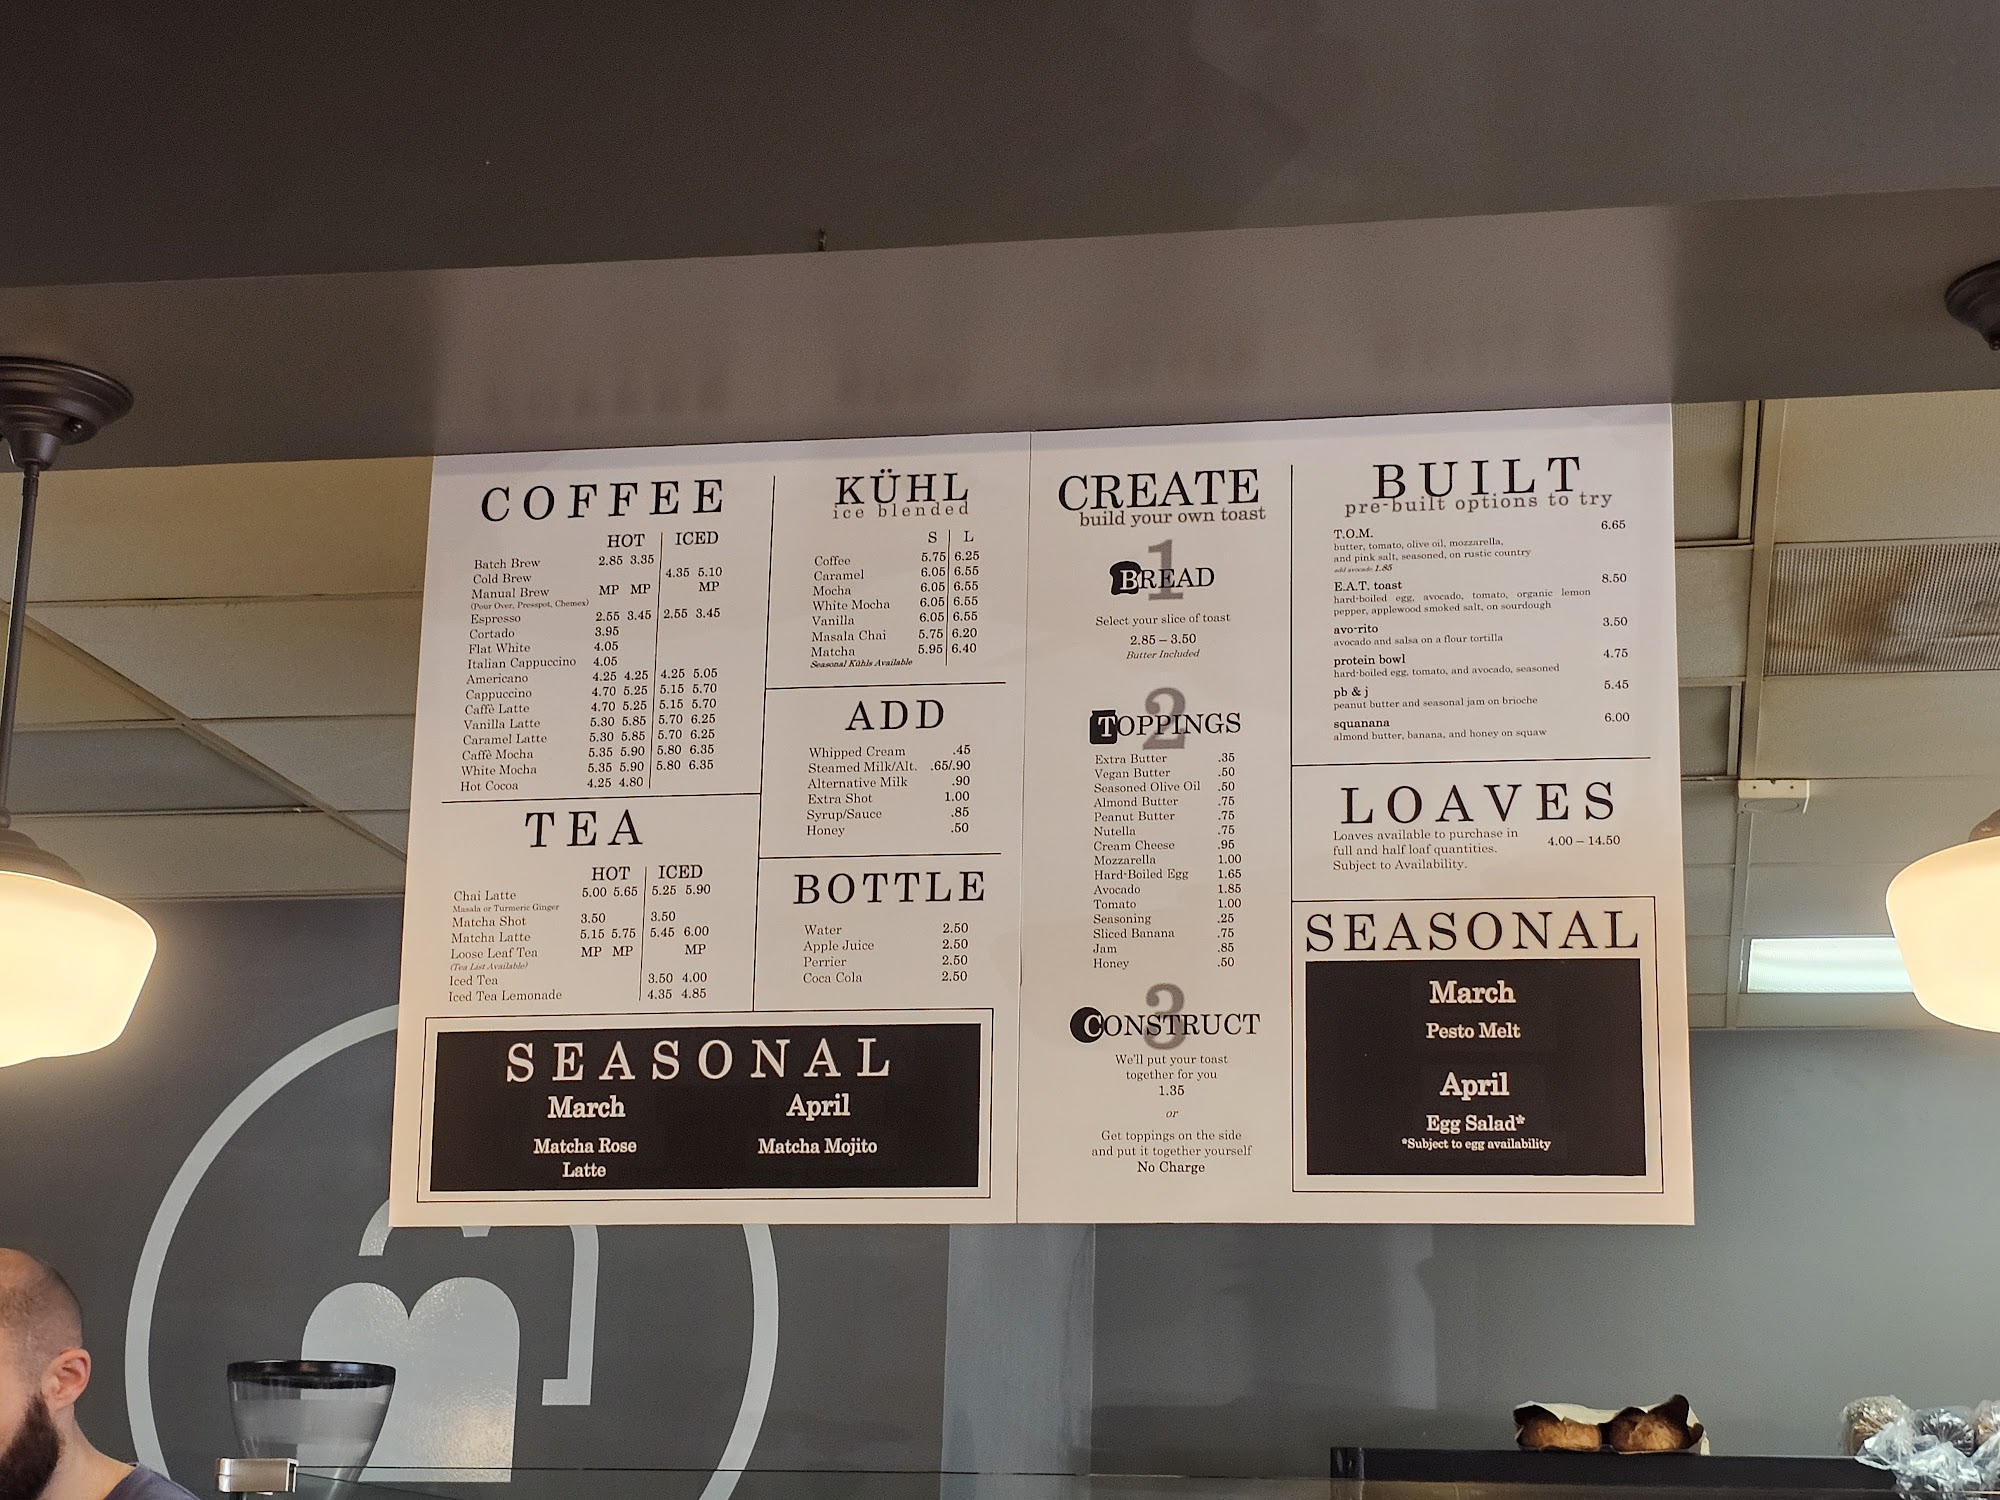 COFFEE
HOT ICED
Batch Brew 2.85 3.35
Cold Brew 4.35 5.10
Manual Brew MP MP MP
(Pour Over, Presspot, Chemex)
Espresso 2.55 3.45 2.55 3.45
Cortado 3.95
Flat White 4.05
Italian Cappuccino 4.05
Americano 4.25 4.25 4.25 5.05
Cappuccino 4.70 5.25 5.15 5.70
Caffè Latte 4.70 5.25 5.15 5.70
Vanilla Latte 5.30 5.85 5.70 6.25
Caramel Latte 5.30 5.85 5.70 6.25
Caffè Mocha 5.35 5.90 5.80 6.35
White Mocha 5.35 5.90 5.80 6.35
Hot Cocoa 4.25 4.80
TEA
HOT ICED
Chai Latte 5.00 5.65 5.25 5.90
Masala or Turmeric Ginger
Matcha Shot 3.50 3.50
Matcha Latte 5.15 5.75 5.45 6.00
Loose Leaf Tea MP MP MP
(Tea List Available)
Iced Tea 3.50 4.00
Iced Tea Lemonade 4.35 4.85
KÜHL
ice blended
S L
Coffee 5.75 6.25
Caramel 6.05 6.55
Mocha 6.05 6.55
White Mocha 6.05 6.55
Vanilla 6.05 6.55
Masala Chai 5.75 6.20
Matcha 5.95 6.40
Seasonal Kühls Available
ADD
Whipped Cream .45
Steamed Milk/Alt. .65/.90
Alternative Milk .90
Extra Shot 1.00
Syrup/Sauce .85
Honey .50
BOTTLE
Water 2.50
Apple Juice 2.50
Perrier 2.50
Coca Cola 2.50
SEASONAL
March April
Matcha Rose Matcha Mojito
Latte
CREATE
build your own toast
1
BREAD
Select your slice of toast
2.85 – 3.50
Butter Included
2
TOPPINGS
Extra Butter .35
Vegan Butter .50
Seasoned Olive Oil .50
Almond Butter .75
Peanut Butter .75
Nutella .75
Cream Cheese .95
Mozzarella 1.00
Hard-Boiled Egg 1.65
Avocado 1.85
Tomato 1.00
Seasoning .25
Sliced Banana .75
Jam .85
Honey .50
3
CONSTRUCT
We'll put your toast
together for you
1.35
or
Get toppings on the side
and put it together yourself
No Charge
BUILT
pre-built options to try
T.O.M. 6.65
butter, tomato, olive oil, mozzarella,
and pink salt, seasoned, on rustic country
add avocado 1.85
E.A.T. toast 8.50
hard-boiled egg, avocado, tomato, organic lemon
pepper, applewood smoked salt, on sourdough
avo-rito 3.50
avocado and salsa on a flour tortilla
protein bowl 4.75
hard-boiled egg, tomato, and avocado, seasoned
pb & j 5.45
peanut butter and seasonal jam on brioche
squanana 6.00
almond butter, banana, and honey on squaw
LOAVES
Loaves available to purchase in
full and half loaf quantities. 4.00 – 14.50
Subject to Availability.
SEASONAL
March
Pesto Melt
April
Egg Salad*
*Subject to egg availability